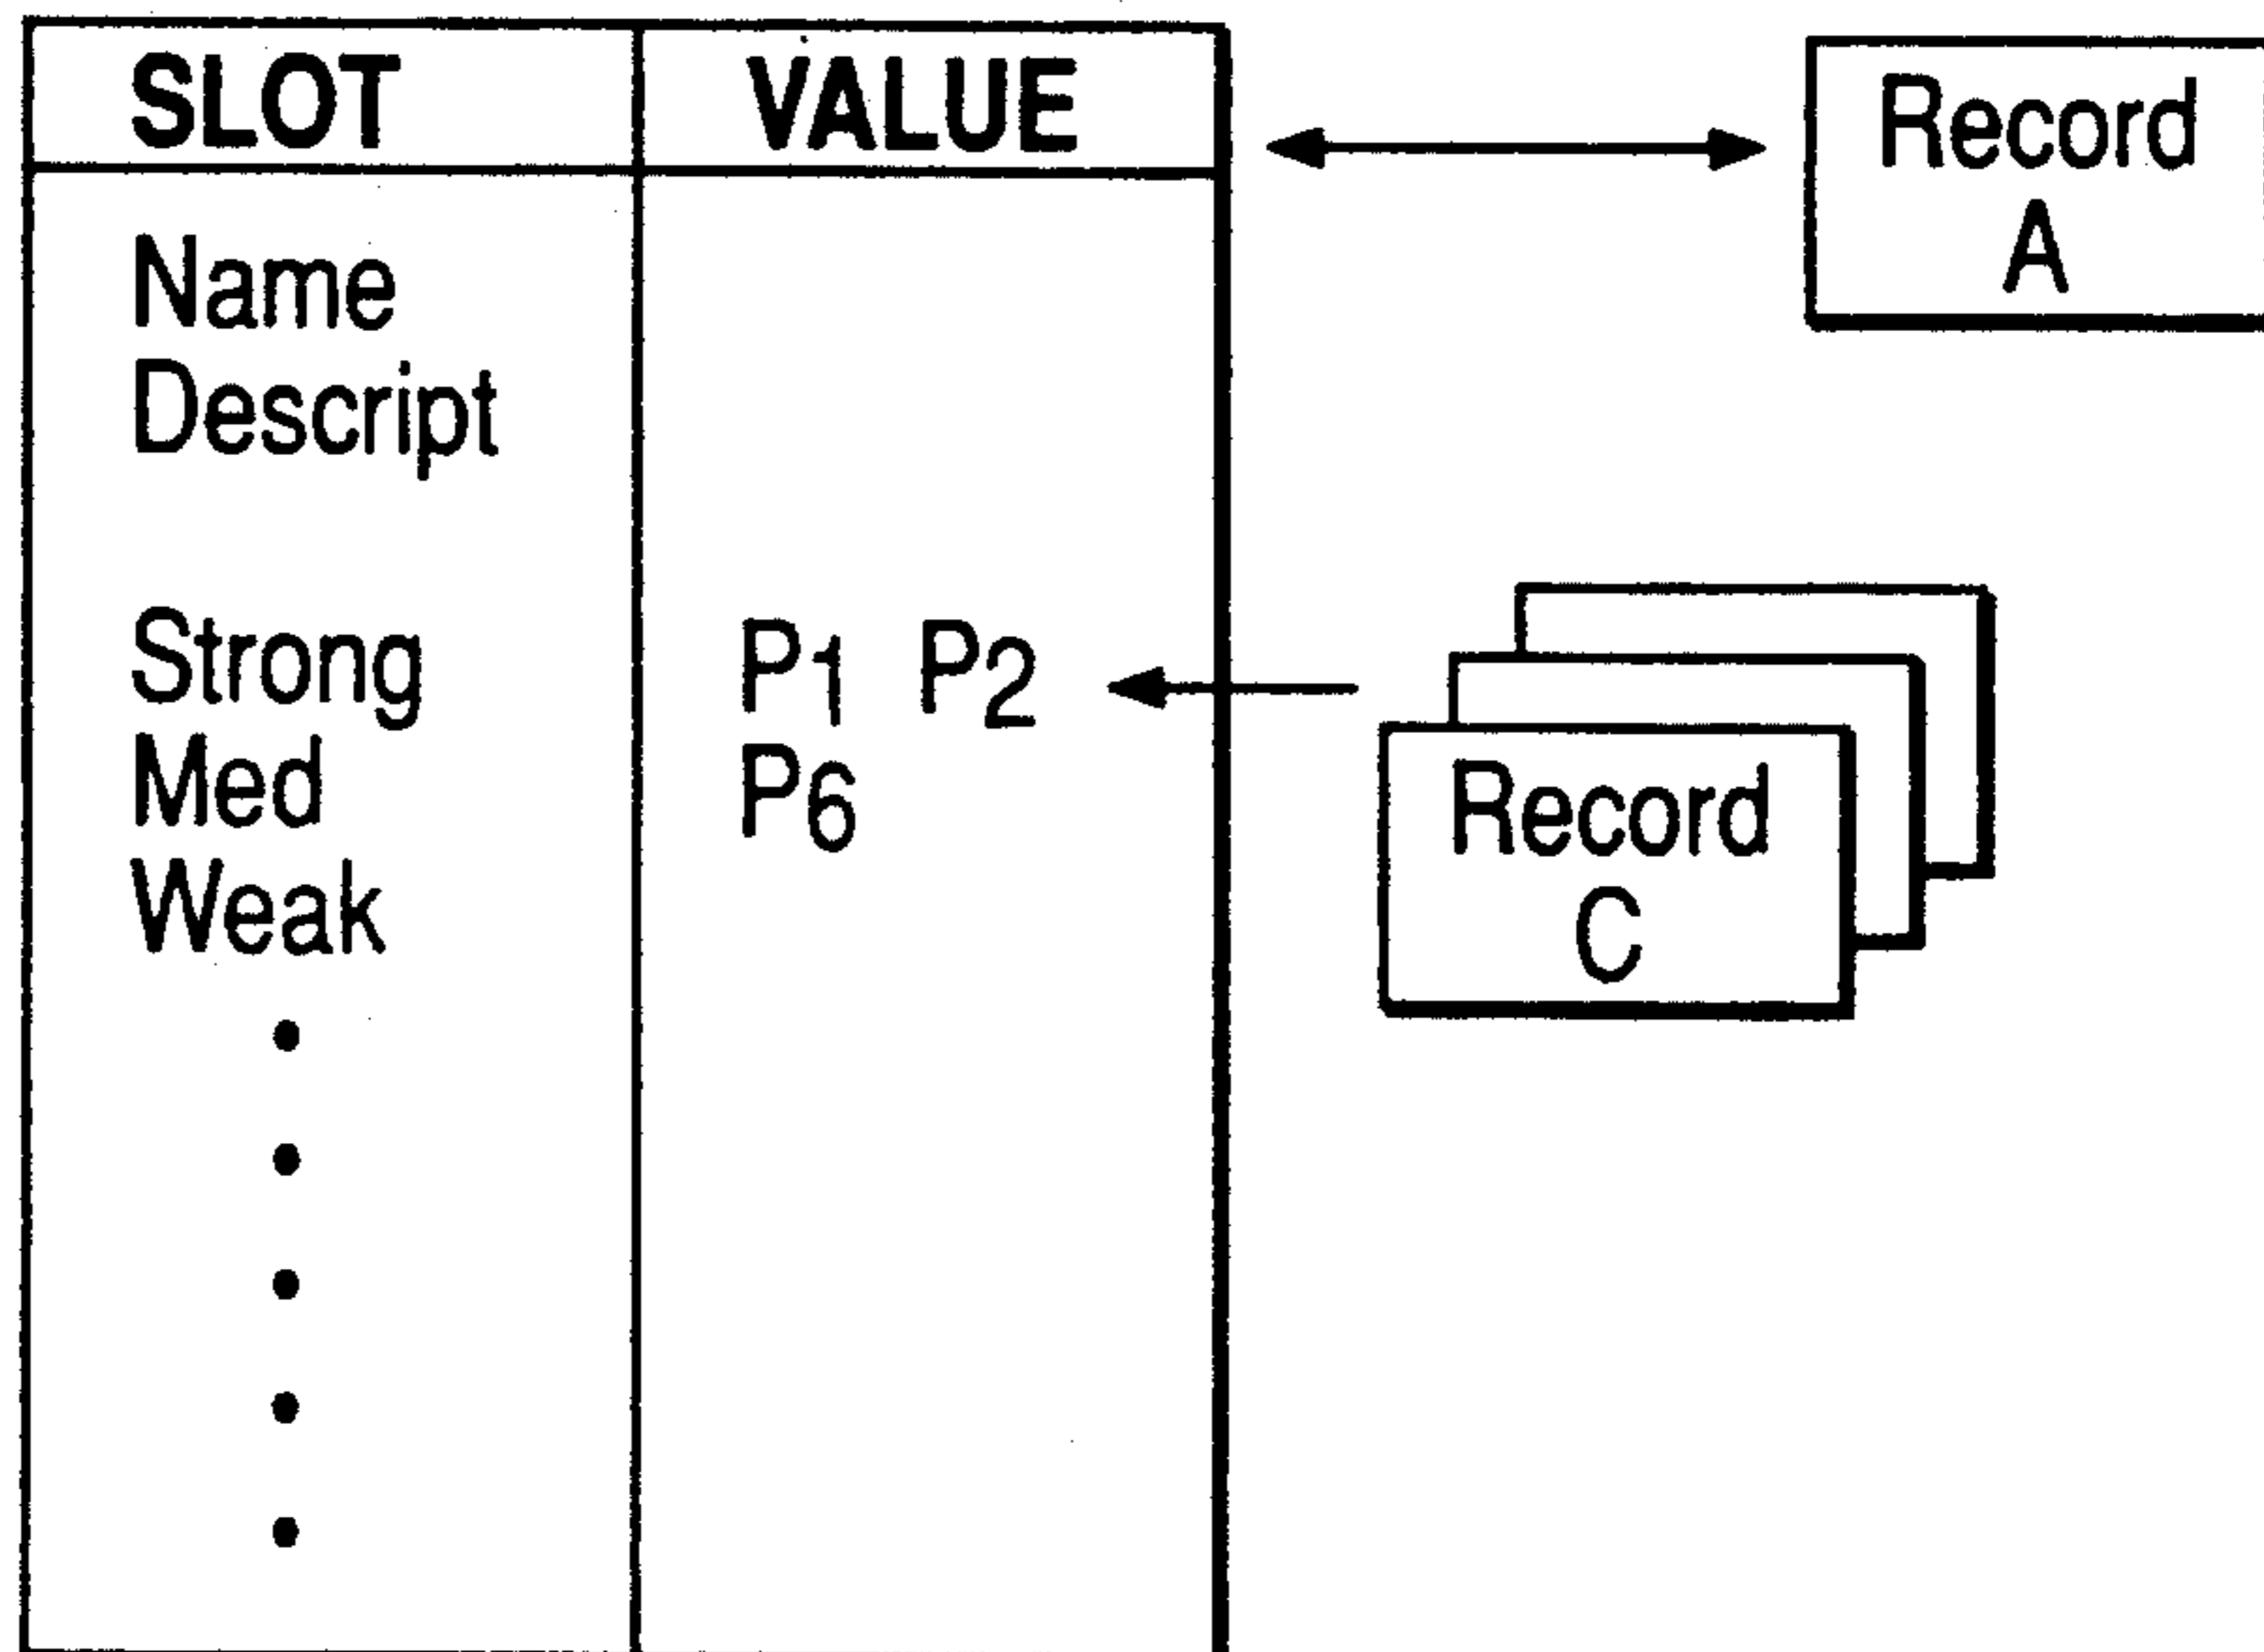 SLOT VALUE
Name
Descript
Strong P1 P2
Med P6
Weak
Record
A
Record
C